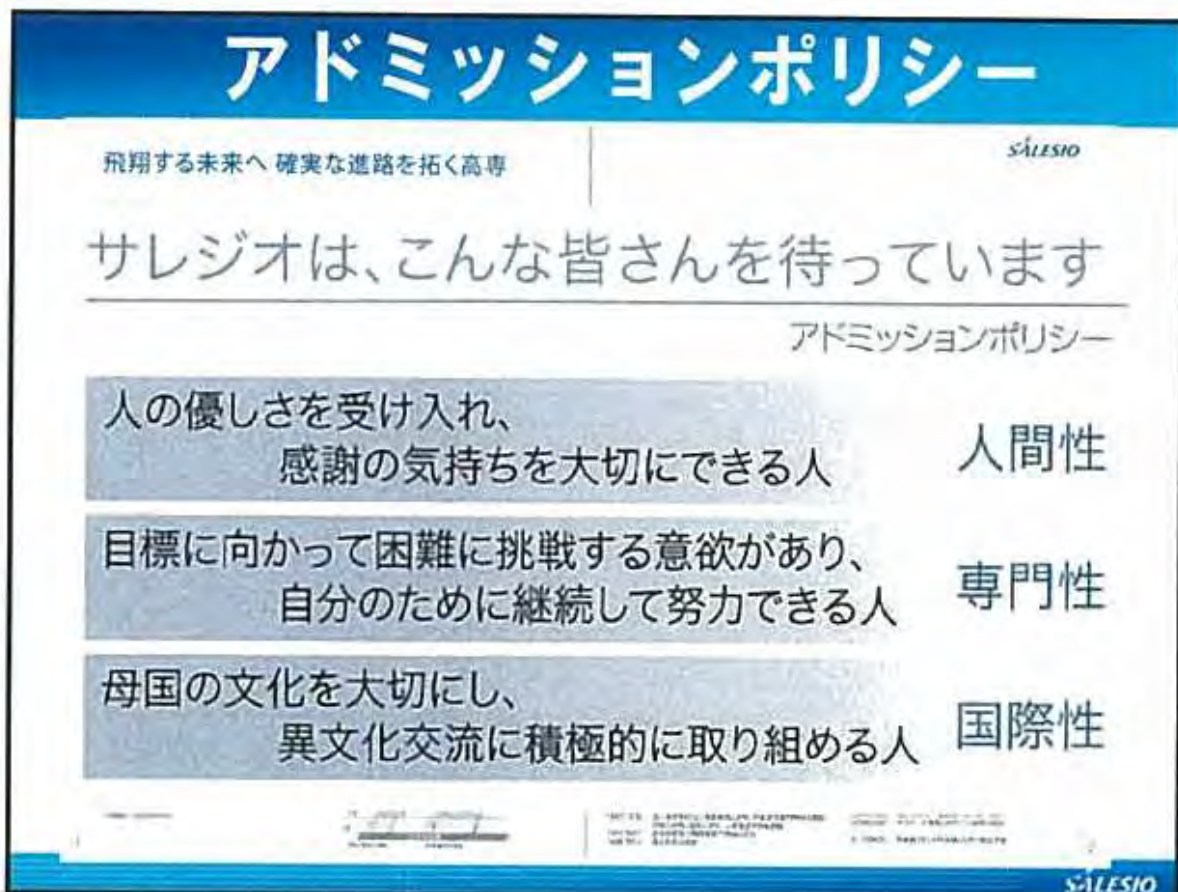 アドミッションポリシー
飛翔する未来へ 確実な進路を拓く高専
SALESIO
サレジオは、こんな皆さんを待っています
アドミッションポリシー
人の優しさを受け入れ、
感謝の気持ちを大切にできる人
人間性
目標に向かって困難に挑戦する意欲があり、
自分のために継続して努力できる人
専門性
母国の文化を大切にし、
異文化交流に積極的に取り組める人
国際性
SALESIO